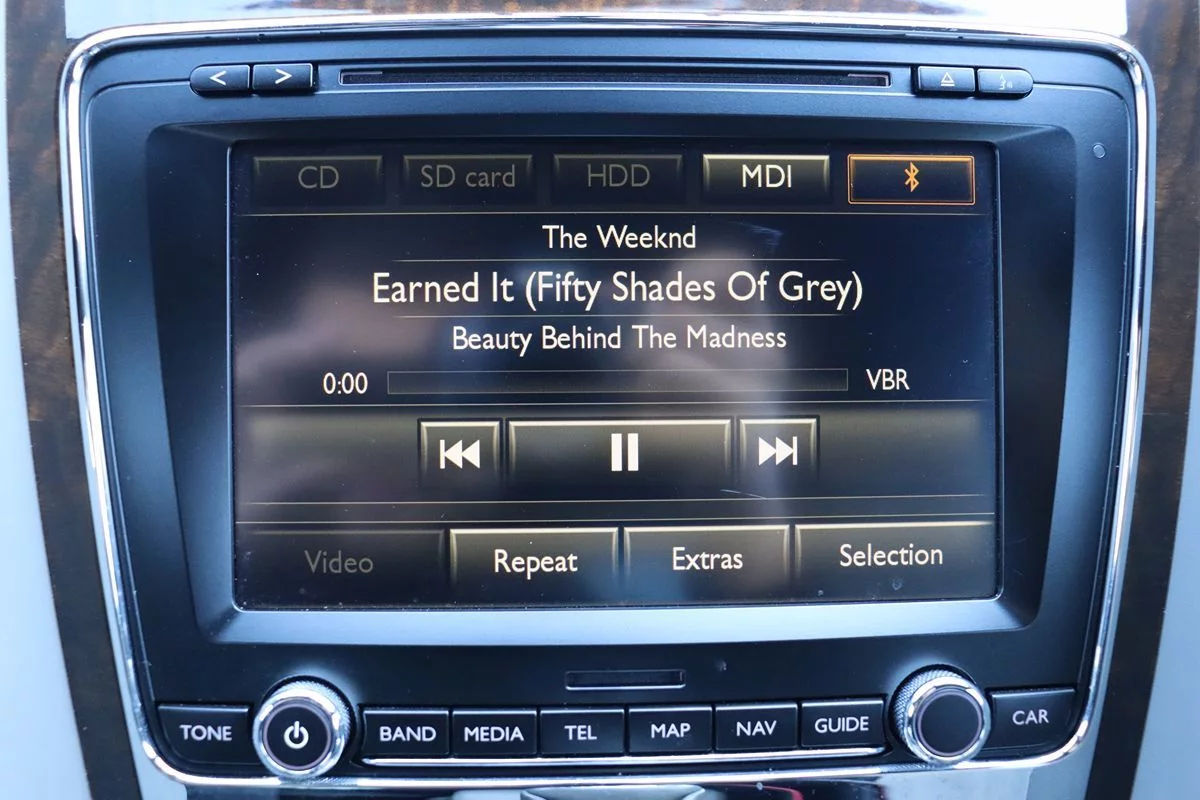 CD SD card HDD MDI
The Weeknd
Earned It (Fifty Shades Of Grey)
Beauty Behind The Madness
0:00 VBR
Video Repeat Extras Selection
TONE BAND MEDIA TEL MAP NAV GUIDE CAR